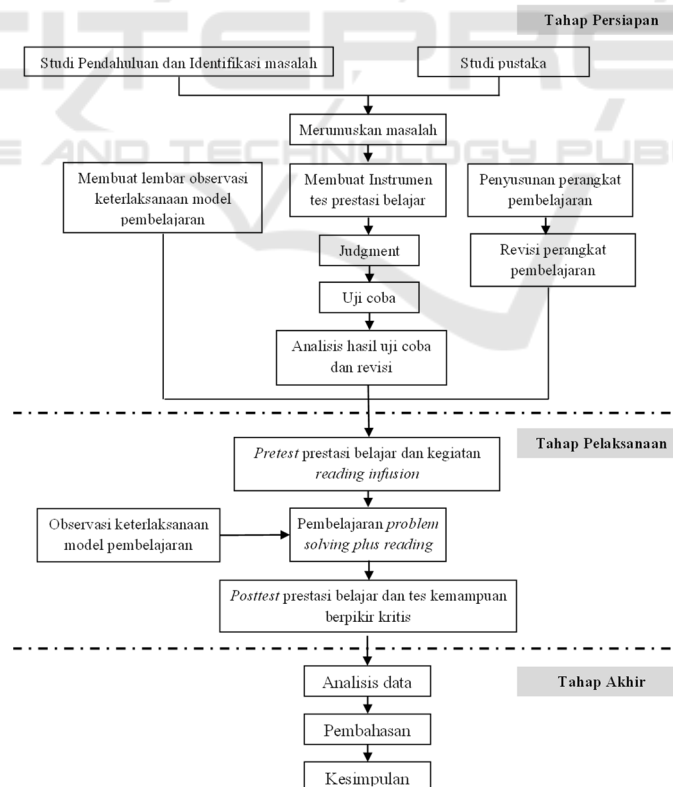 Tahap Persiapan
Studi Pendahuluan dan Identifikasi masalah
Studi pustaka
Merumuskan masalah
Membuat lembar observasi
keterlaksanaan model
pembelajaran
Membuat Instrumen
tes prestasi belajar
Penyusunan perangkat
pembelajaran
Judgment
Revisi perangkat
pembelajaran
Uji coba
Analisis hasil uji coba
dan revisi
Tahap Pelaksanaan
Pretest prestasi belajar dan kegiatan
reading infusion
Observasi keterlaksanaan
model pembelajaran
Pembelajaran problem
solving plus reading
Posttest prestasi belajar dan tes kemampuan
berpikir kritis
Tahap Akhir
Analisis data
Pembahasan
Kesimpulan